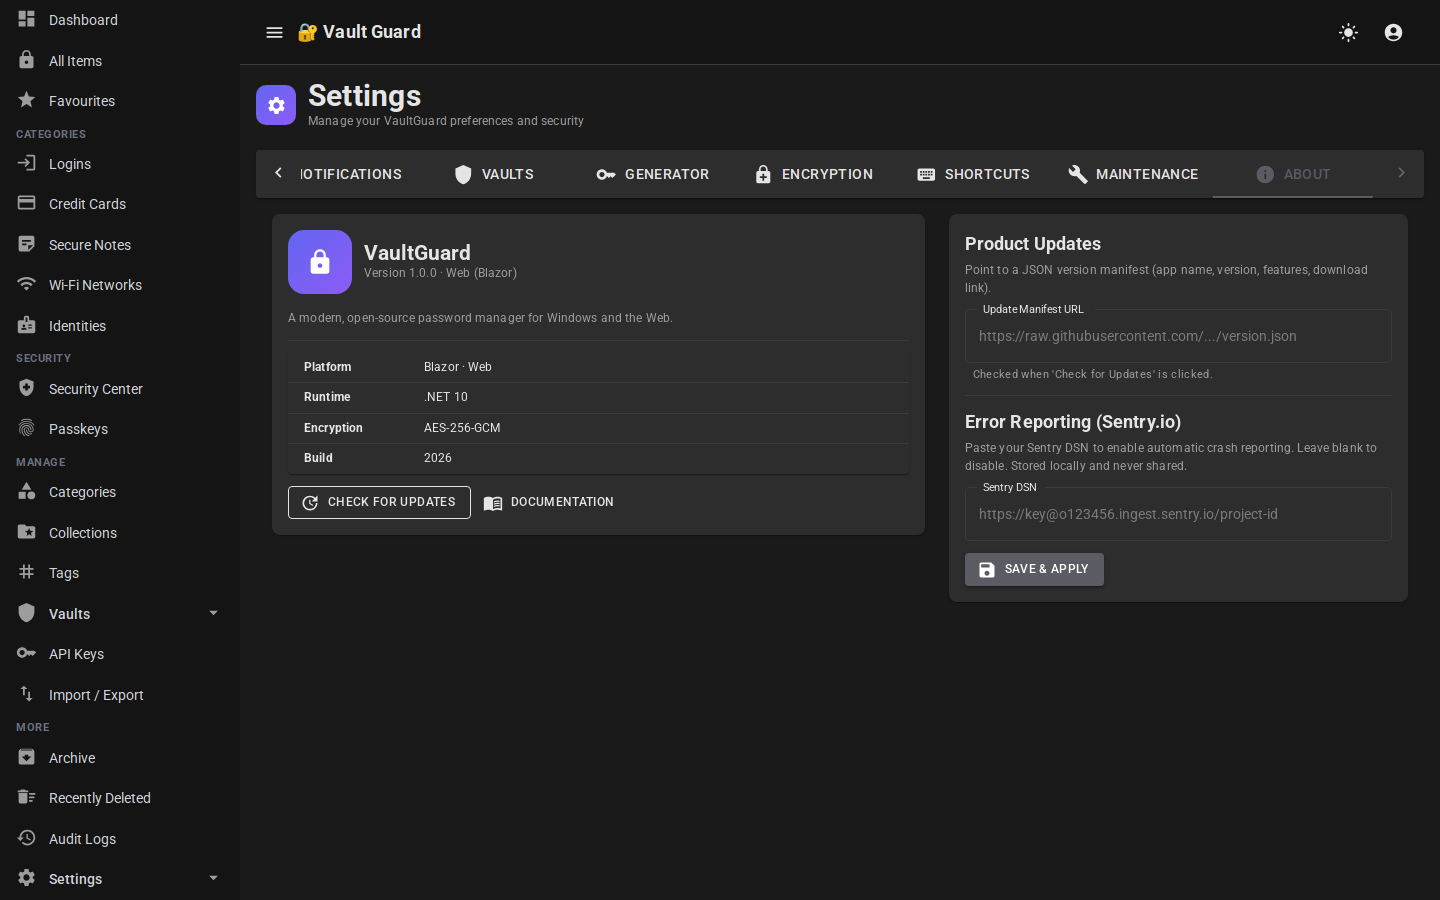 Dashboard
All Items
Favourites
CATEGORIES
Logins
Credit Cards
Secure Notes
Wi-Fi Networks
Identities
SECURITY
Security Center
Passkeys
MANAGE
Categories
Collections
Tags
Vaults
API Keys
Import / Export
MORE
Archive
Recently Deleted
Audit Logs
Settings
🔐 Vault Guard
Settings
Manage your VaultGuard preferences and security
IOTIFICATIONS VAULTS GENERATOR ENCRYPTION SHORTCUTS MAINTENANCE ABOUT
VaultGuard
Version 1.0.0 · Web (Blazor)
A modern, open-source password manager for Windows and the Web.
Platform Blazor · Web
Runtime .NET 10
Encryption AES-256-GCM
Build 2026
CHECK FOR UPDATES DOCUMENTATION
Product Updates
Point to a JSON version manifest (app name, version, features, download
link).
Update Manifest URL
https://raw.githubusercontent.com/.../version.json
Checked when 'Check for Updates' is clicked.
Error Reporting (Sentry.io)
Paste your Sentry DSN to enable automatic crash reporting. Leave blank to
disable. Stored locally and never shared.
Sentry DSN
https://key@o123456.ingest.sentry.io/project-id
SAVE & APPLY